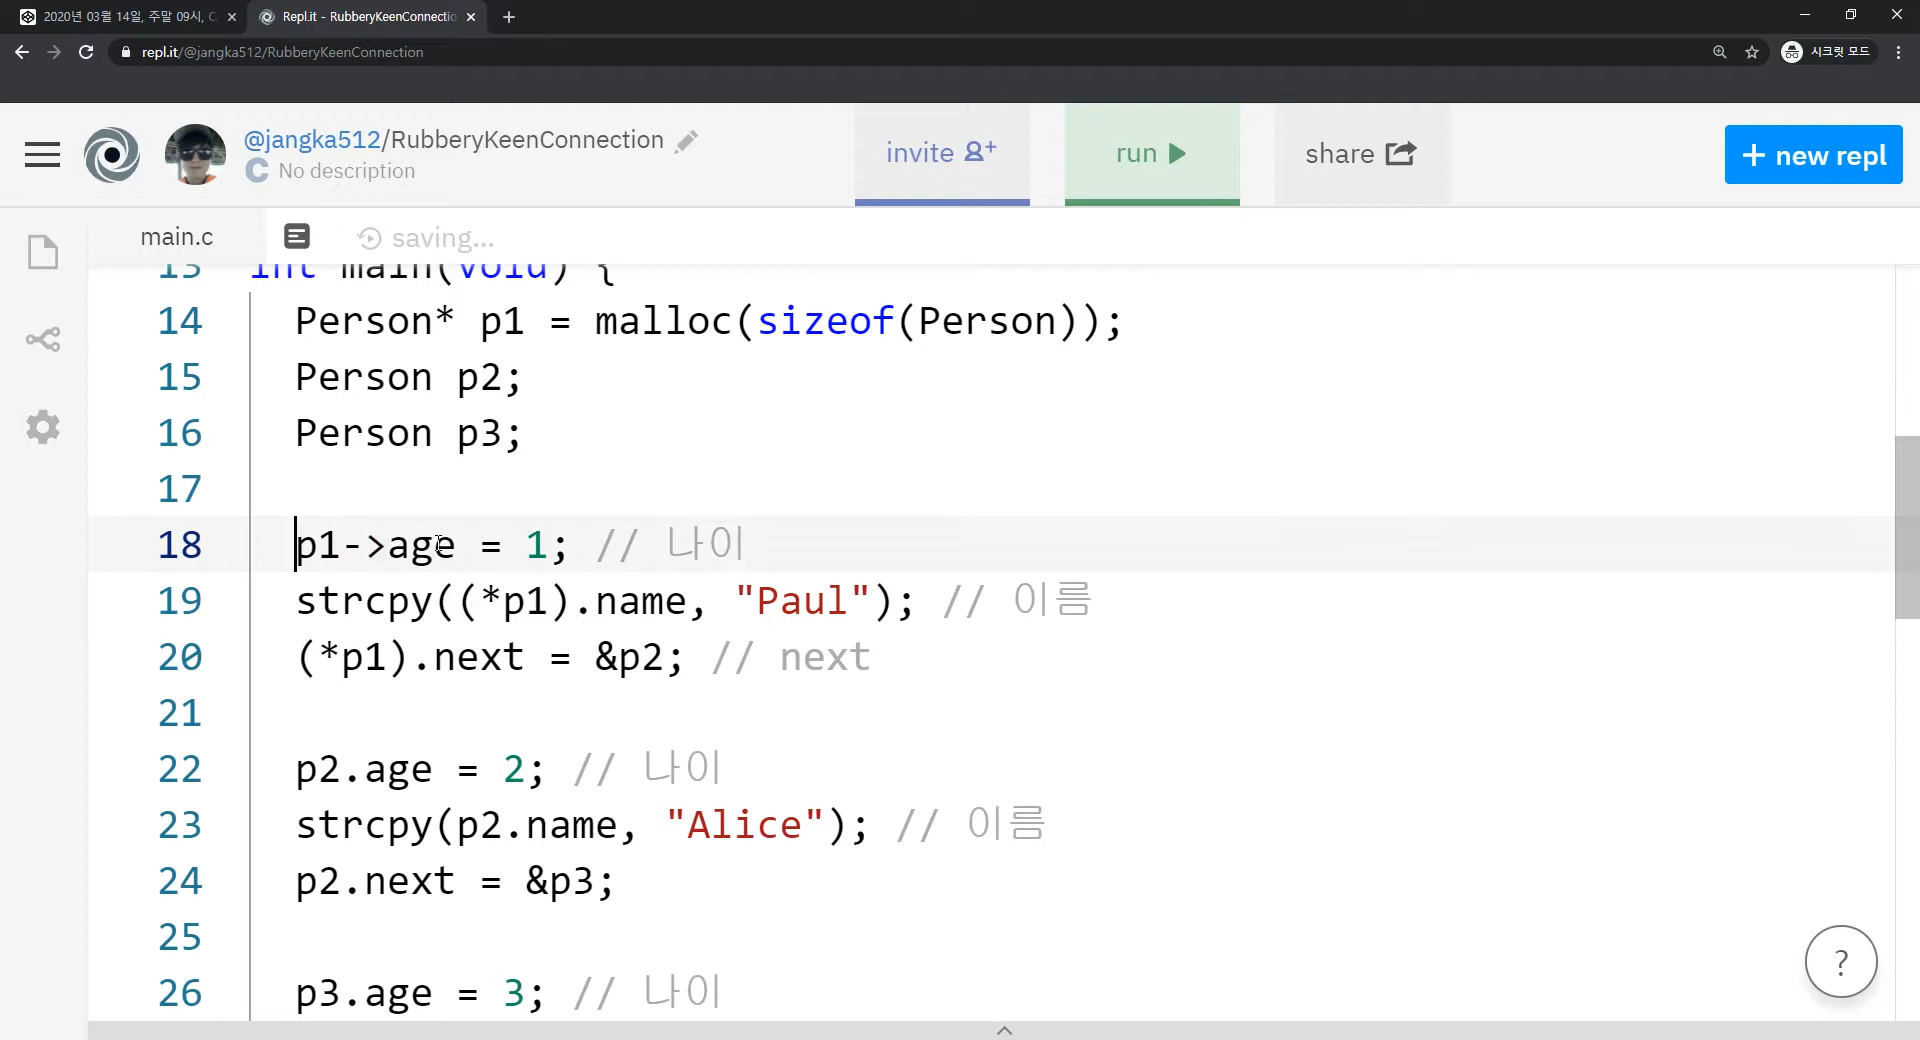 2020년 03월 14일, 주말 09시, C
Repl.it - RubberyKeenConnectio
repl.it/@jangka512/RubberyKeenConnection
시크릿 모드
@jangka512/RubberyKeenConnection
C No description
invite
run
share
+ new repl
main.c
saving...
13 int main(void) {
14 Person* p1 = malloc(sizeof(Person));
15 Person p2;
16 Person p3;
17
18 p1->age = 1; // 나이
19 strcpy((*p1).name, "Paul"); // 이름
20 (*p1).next = &p2; // next
21
22 p2.age = 2; // 나이
23 strcpy(p2.name, "Alice"); // 이름
24 p2.next = &p3;
25
26 p3.age = 3; // 나이
?